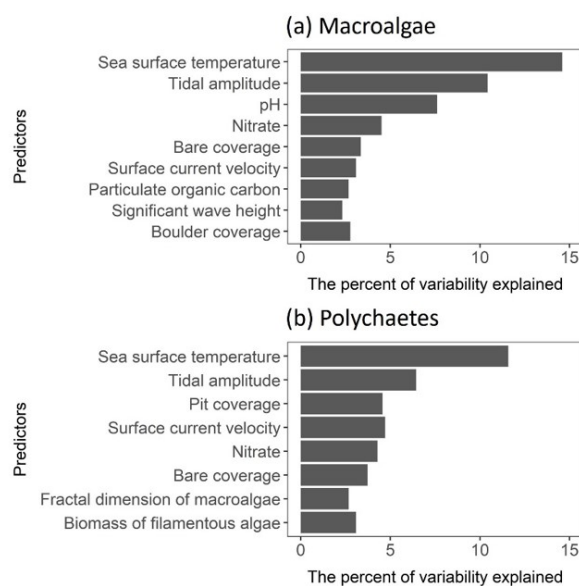 (a) Macroalgae
Predictors
Sea surface temperature
Tidal amplitude
pH
Nitrate
Bare coverage
Surface current velocity
Particulate organic carbon
Significant wave height
Boulder coverage
0 5 10 15
The percent of variability explained
(b) Polychaetes
Predictors
Sea surface temperature
Tidal amplitude
Pit coverage
Surface current velocity
Nitrate
Bare coverage
Fractal dimension of macroalgae
Biomass of filamentous algae
0 5 10 15
The percent of variability explained